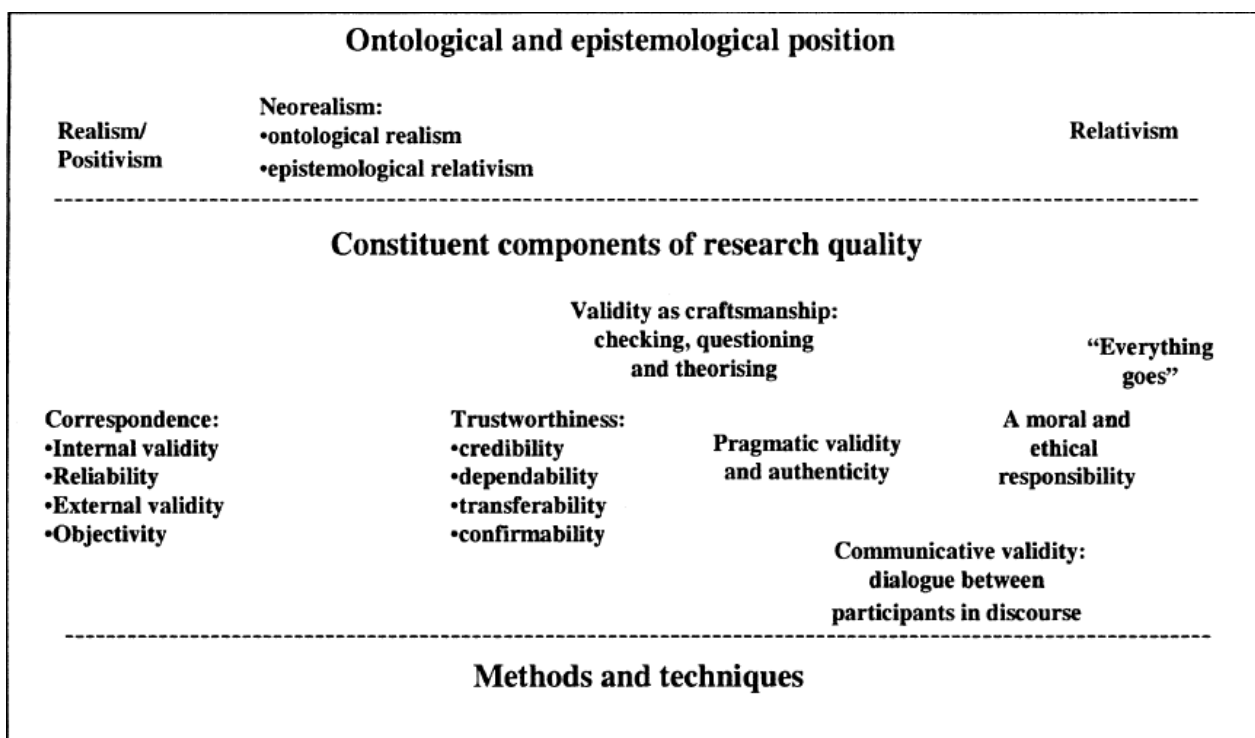 Ontological and epistemological position
Realism/
Positivism
Neorealism:
•ontological realism
•epistemological relativism
Relativism
Constituent components of research quality
Validity as craftsmanship:
checking, questioning
and theorising
“Everything
goes”
Correspondence:
•Internal validity
•Reliability
•External validity
•Objectivity
Trustworthiness:
•credibility
•dependability
•transferability
•confirmability
Pragmatic validity
and authenticity
A moral and
ethical
responsibility
Communicative validity:
dialogue between
participants in discourse
Methods and techniques